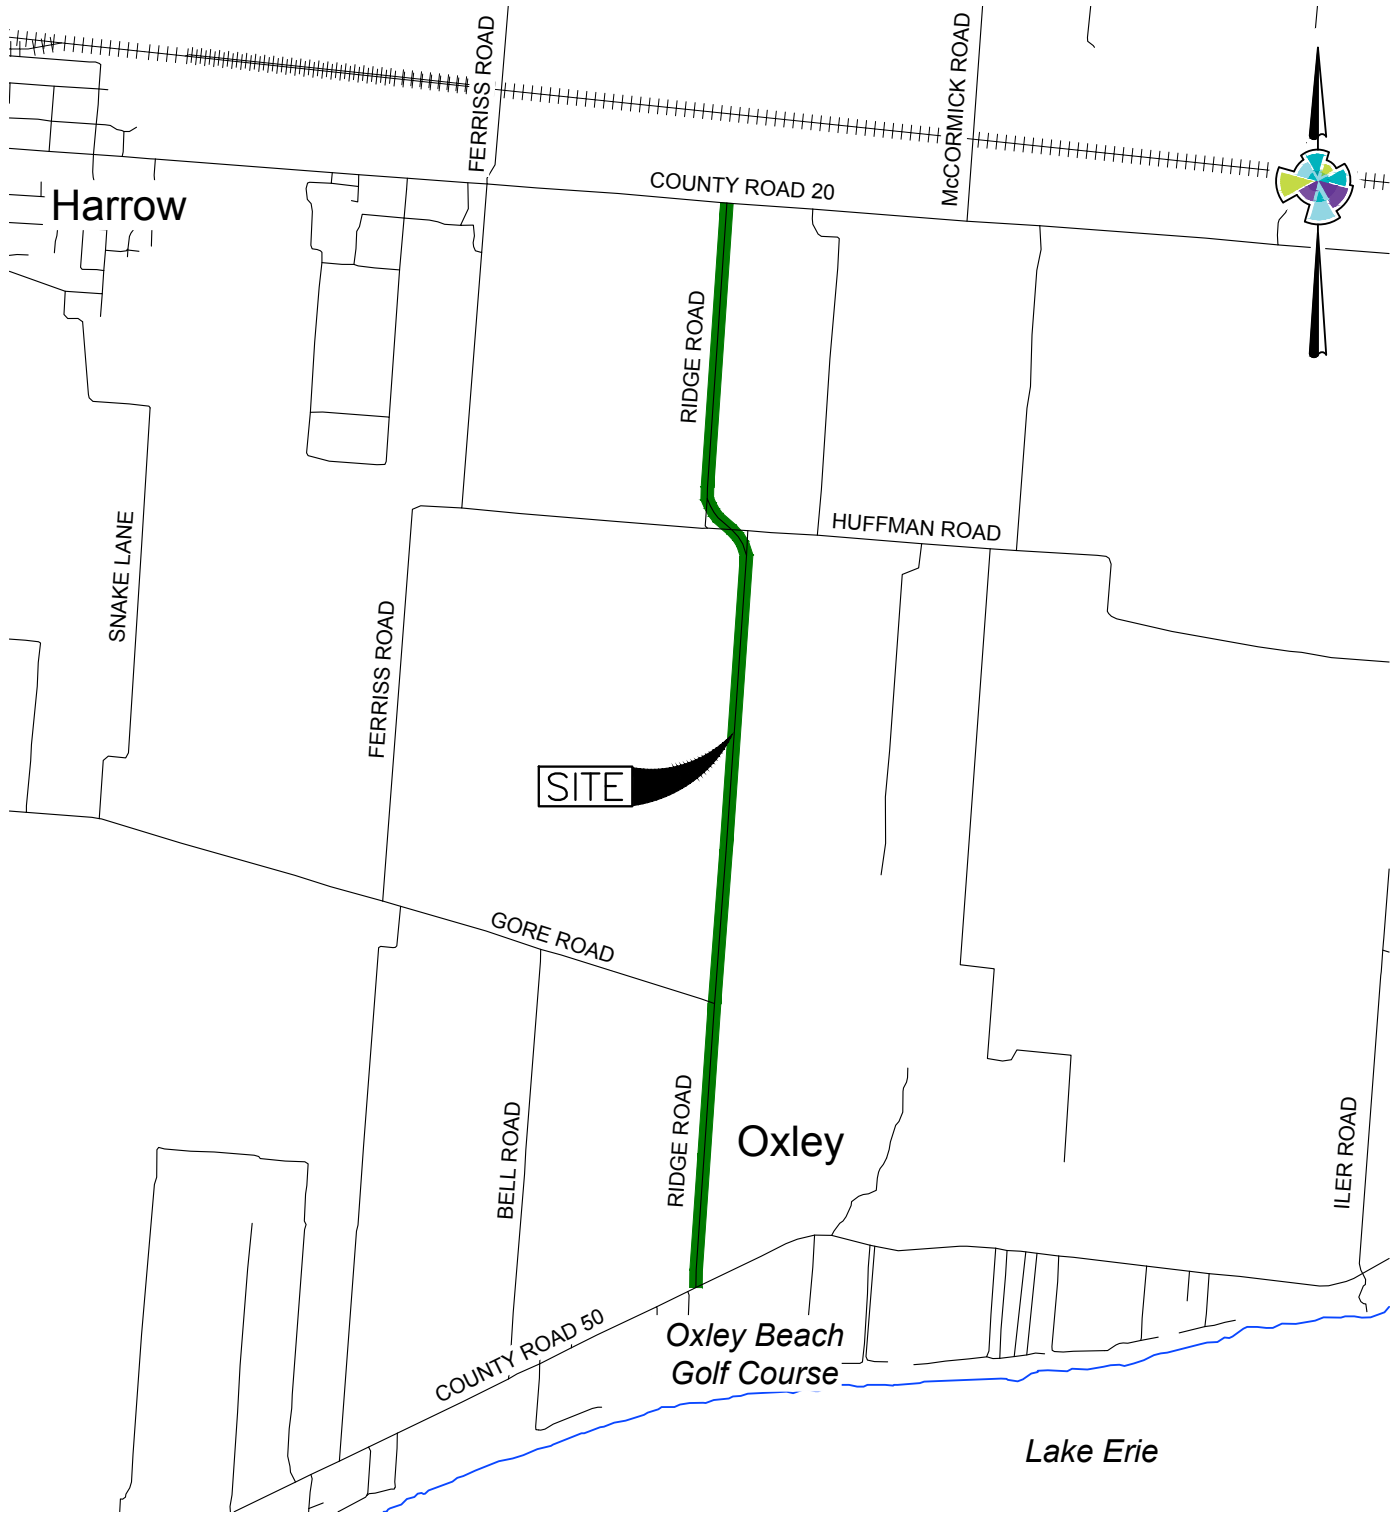 FERRISS ROAD
McCORMICK ROAD
COUNTY ROAD 20
Harrow
RIDGE ROAD
HUFFMAN ROAD
SNAKE LANE
FERRISS ROAD
SITE
GORE ROAD
RIDGE ROAD
BELL ROAD
Oxley
ILER ROAD
COUNTY ROAD 50
Oxley Beach
Golf Course
Lake Erie